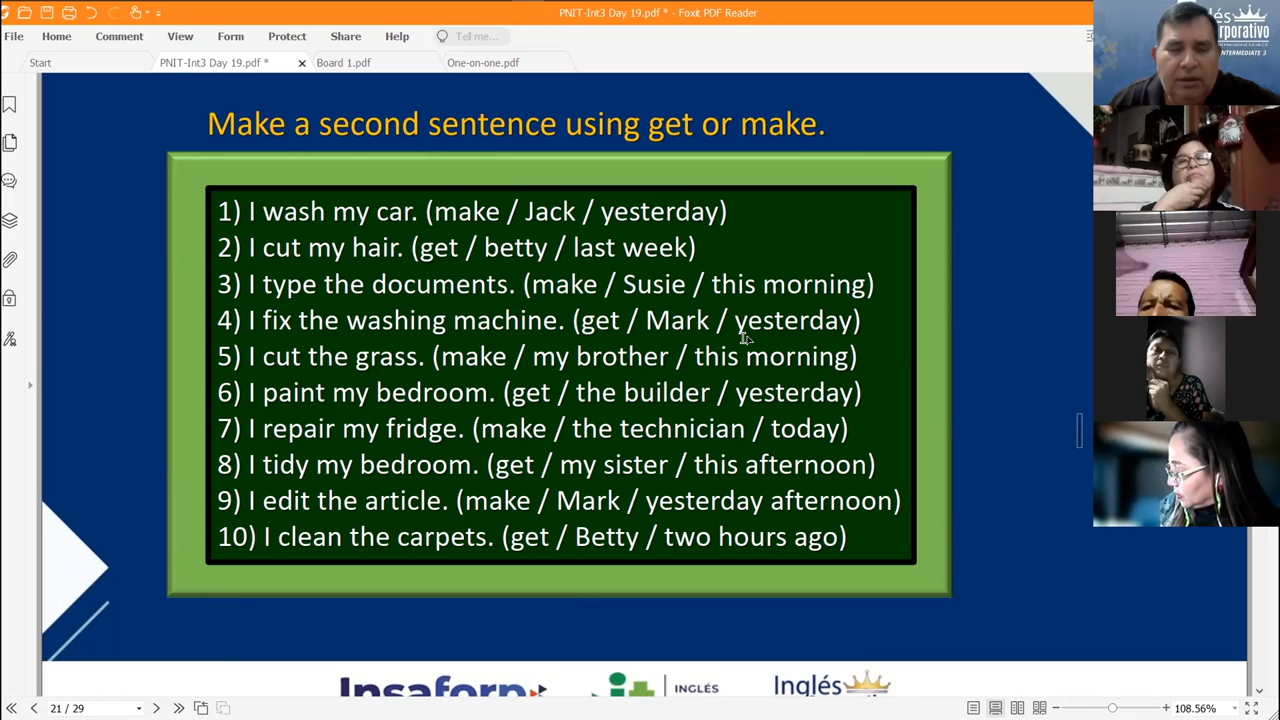 PNIT-Int3 Day 19.pdf * - Foxit PDF Reader
File Home Comment View Form Protect Share Help Tell me...
Start PNIT-Int3 Day 19.pdf * Board 1.pdf One-on-one.pdf
Make a second sentence using get or make.
1) I wash my car. (make / Jack / yesterday)
2) I cut my hair. (get / betty / last week)
3) I type the documents. (make / Susie / this morning)
4) I fix the washing machine. (get / Mark / yesterday)
5) I cut the grass. (make / my brother / this morning)
6) I paint my bedroom. (get / the builder / yesterday)
7) I repair my fridge. (make / the technician / today)
8) I tidy my bedroom. (get / my sister / this afternoon)
9) I edit the article. (make / Mark / yesterday afternoon)
10) I clean the carpets. (get / Betty / two hours ago)
Insaforp INGLÉS Inglés
INTERMEDIATE 3
21 / 29
108.56%